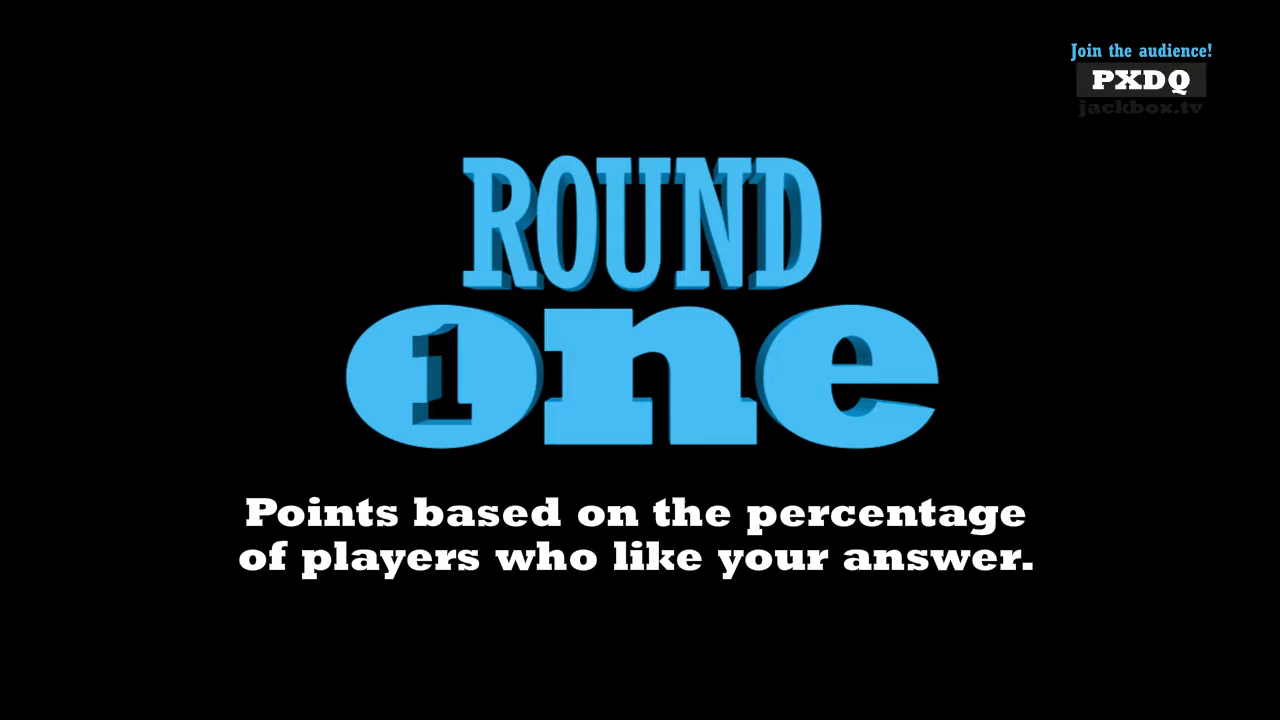 Join the audience!
PXDQ
jackbox.tv
ROUND
One
1
Points based on the percentage
of players who like your answer.